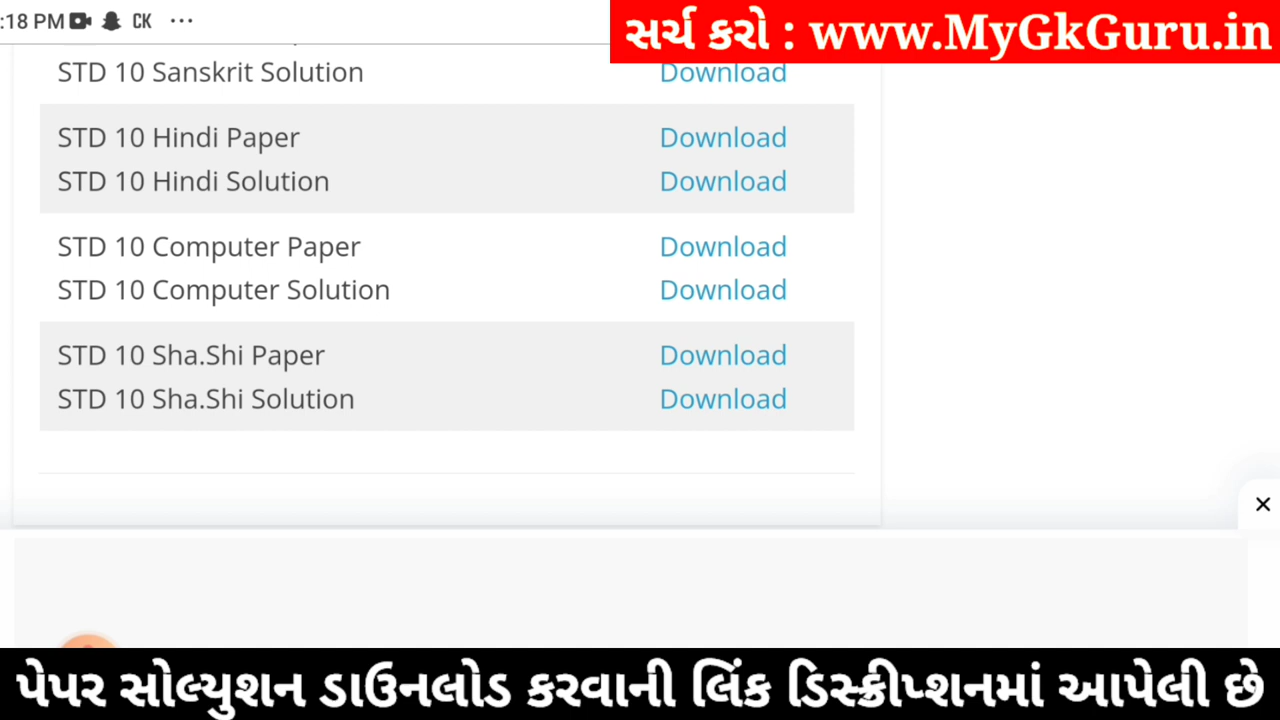 :18 PM CK ...
સર્ચ કરો : www.MyGkGuru.in
STD 10 Sanskrit Solution Download
STD 10 Hindi Paper Download
STD 10 Hindi Solution Download
STD 10 Computer Paper Download
STD 10 Computer Solution Download
STD 10 Sha.Shi Paper Download
STD 10 Sha.Shi Solution Download
પેપર સોલ્યુશન ડાઉનલોડ કરવાની લિંક ડિસ્ક્રીપ્શનમાં આપેલી છે